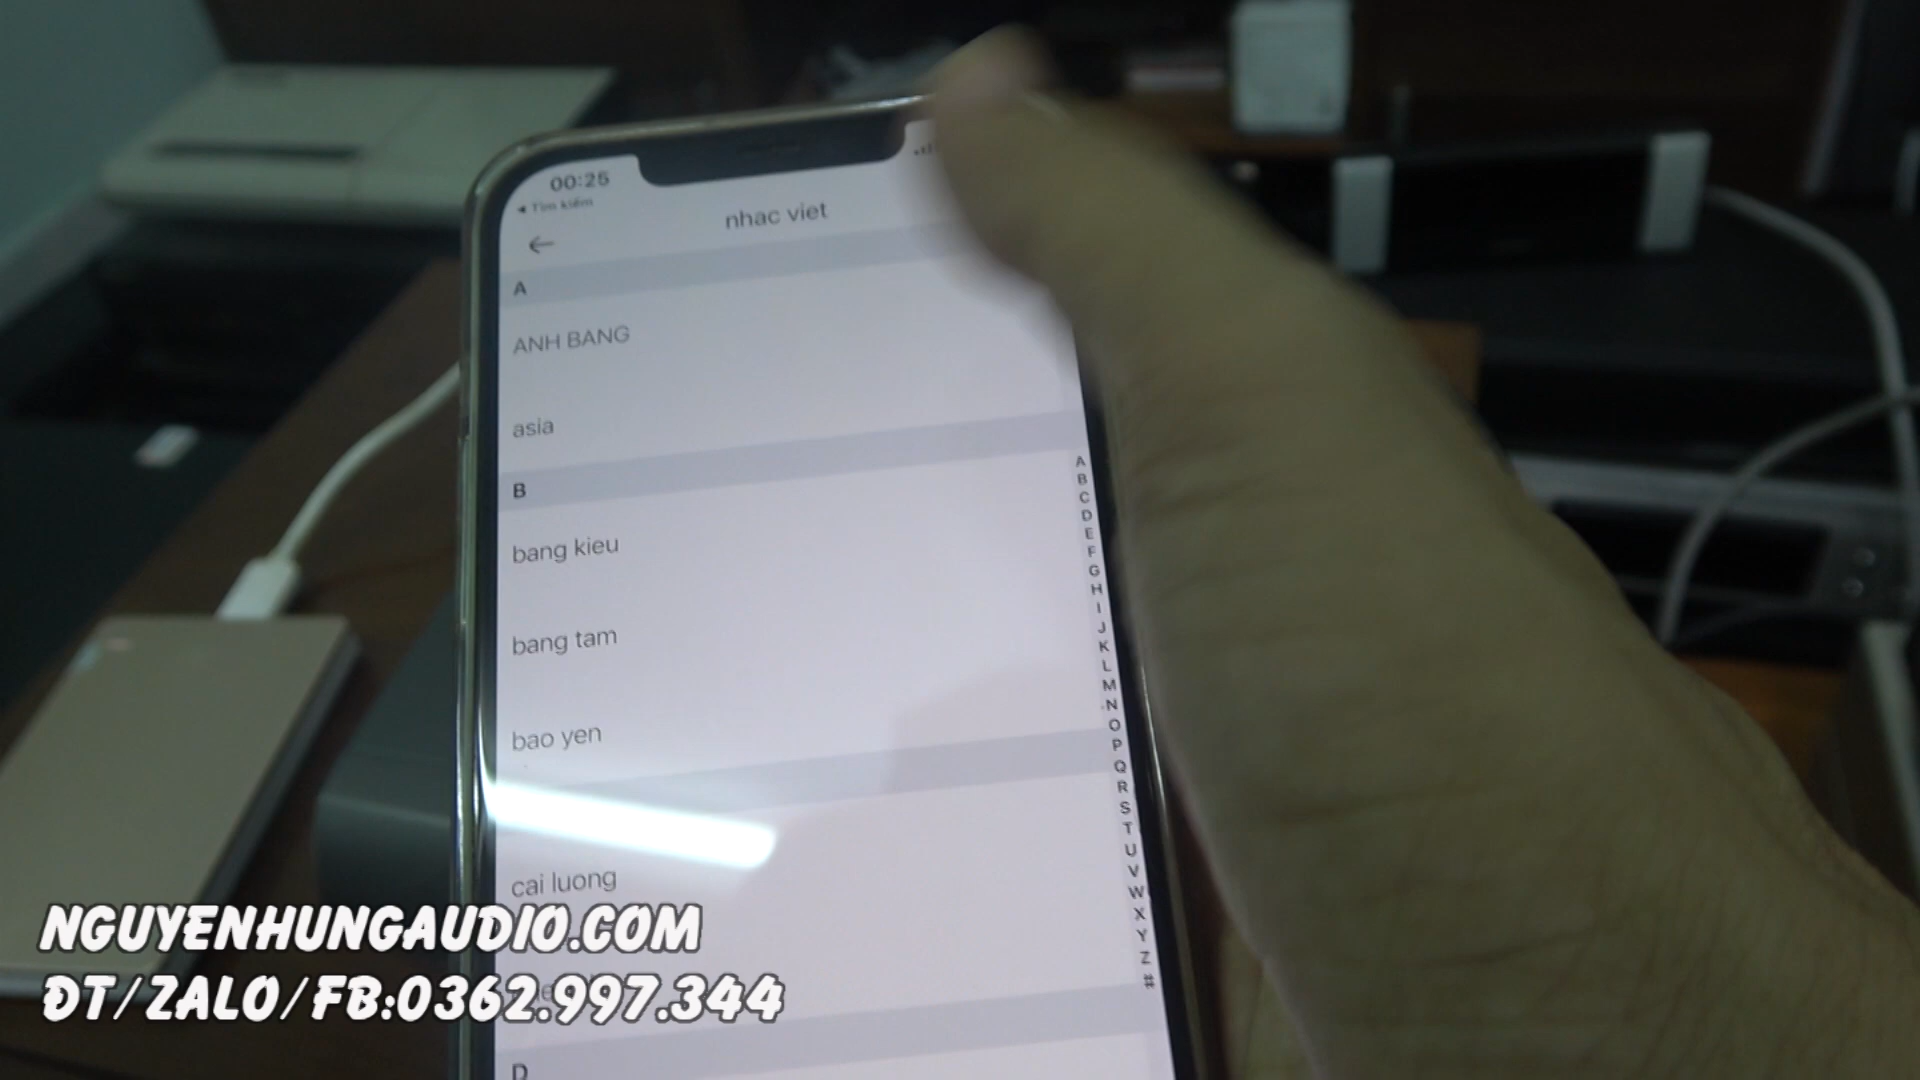 00:25
Tìm kiếm
nhac viet
A
ANH BANG
asia
B
bang kieu
bang tam
bao yen
cai luong
D
A
B
C
D
E
F
G
H
I
J
K
L
M
N
O
P
Q
R
S
T
U
V
W
X
Y
Z
#
NGUYENHUNGAUDIO.COM
ĐT/ZALO/FB:0362.997.344